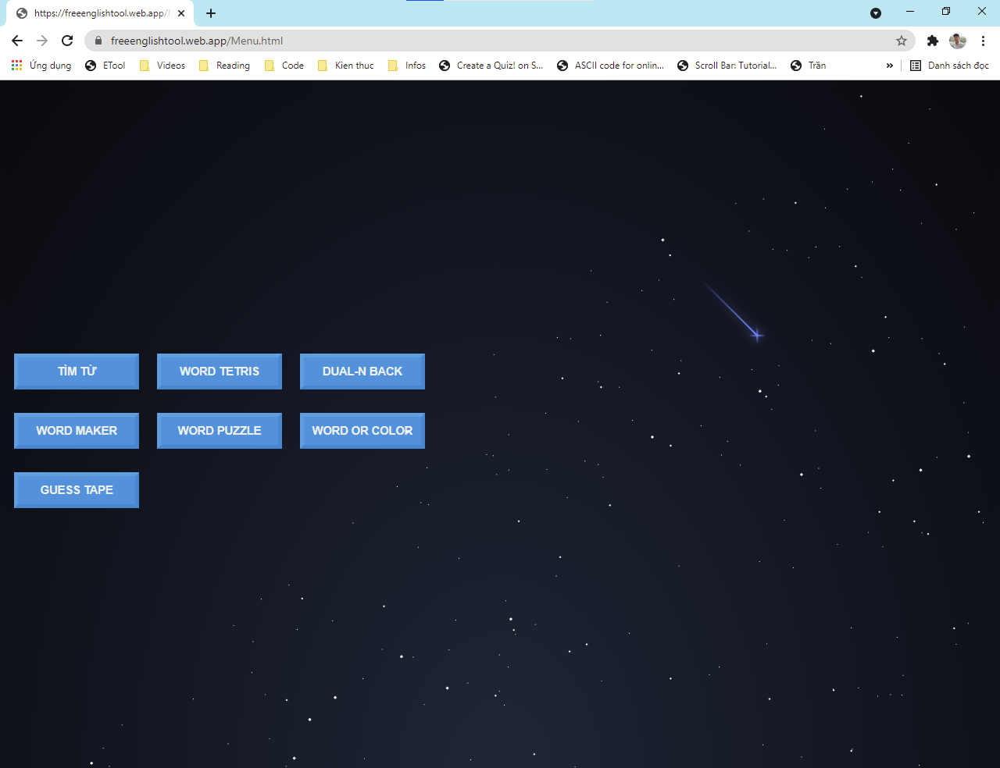 https://freeenglishtool.web.app/
freeenglishtool.web.app/Menu.html
Ứng dụng ETool Videos Reading Code Kien thuc Infos Create a Quiz! on S... ASCII code for onlin... Scroll Bar: Tutorial... Trần » Danh sách đọc
TÌM TỪ WORD TETRIS DUAL-N BACK
WORD MAKER WORD PUZZLE WORD OR COLOR
GUESS TAPE